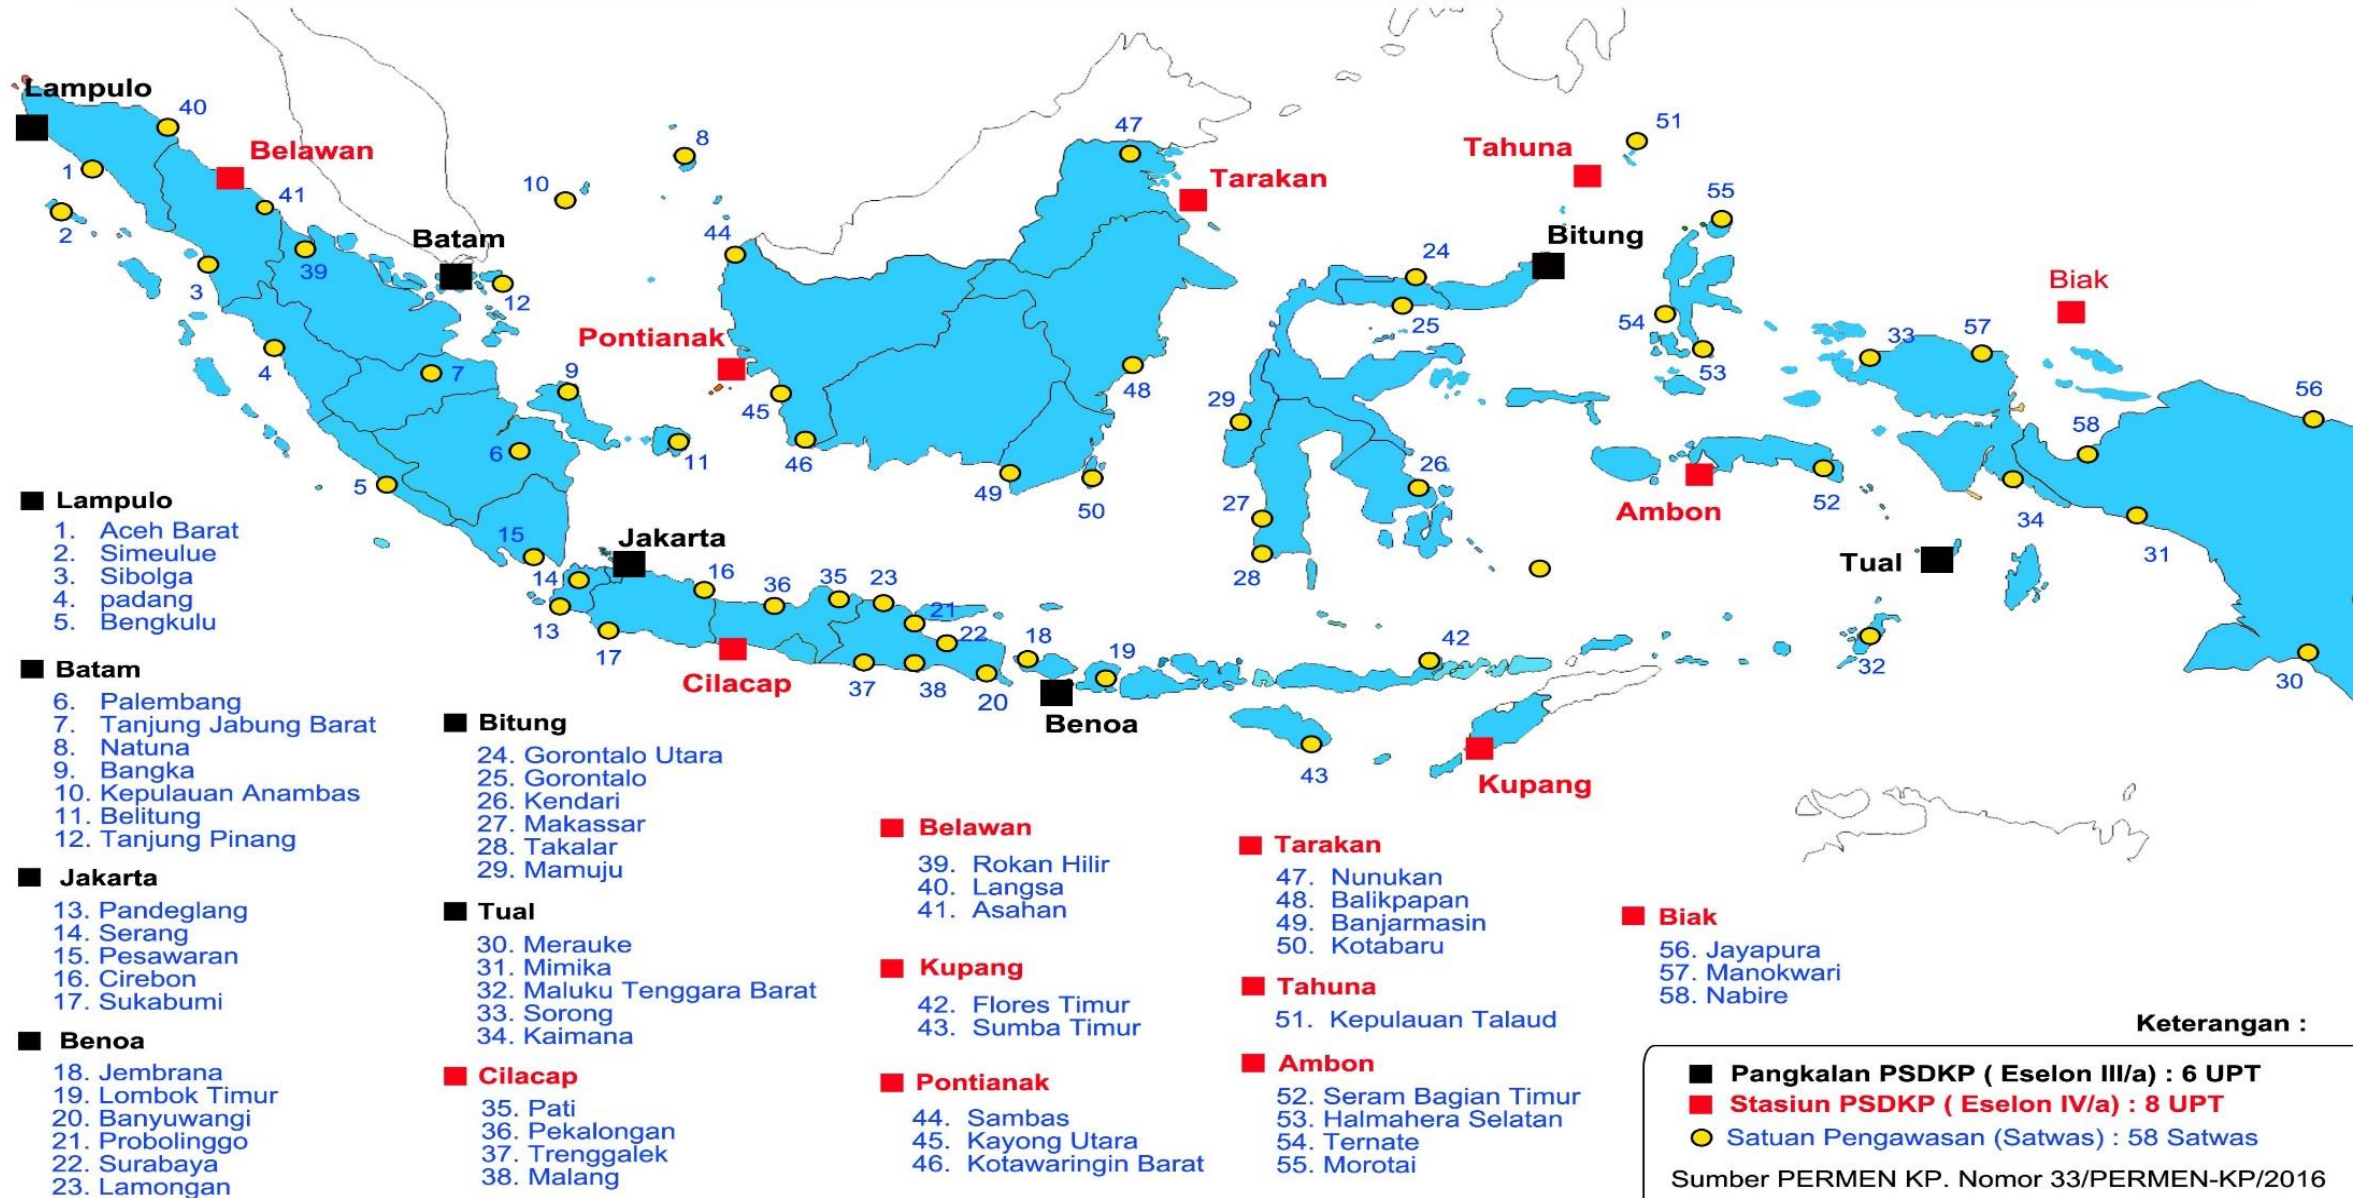 Lampulo
40
Belawan
1
41
2
3
39
Batam
12
4
7
10
8
9
11
6
5
15
14
13
17
Jakarta
16
36
35
23
21
22
Cilacap
37
38
20
18
19
Benoa
44
Pontianak
45
46
49
50
48
47
Tarakan
Tahuna
51
55
Bitung
24
25
54
53
29
26
27
28
42
43
Kupang
Ambon
52
Tual
32
33
57
Biak
56
58
34
31
30
Lampulo
1. Aceh Barat
2. Simeulue
3. Sibolga
4. padang
5. Bengkulu
Batam
6. Palembang
7. Tanjung Jabung Barat
8. Natuna
9. Bangka
10. Kepulauan Anambas
11. Belitung
12. Tanjung Pinang
Jakarta
13. Pandeglang
14. Serang
15. Pesawaran
16. Cirebon
17. Sukabumi
Benoa
18. Jembrana
19. Lombok Timur
20. Banyuwangi
21. Probolinggo
22. Surabaya
23. Lamongan
Bitung
24. Gorontalo Utara
25. Gorontalo
26. Kendari
27. Makassar
28. Takalar
29. Mamuju
Tual
30. Merauke
31. Mimika
32. Maluku Tenggara Barat
33. Sorong
34. Kaimana
Cilacap
35. Pati
36. Pekalongan
37. Trenggalek
38. Malang
Belawan
39. Rokan Hilir
40. Langsa
41. Asahan
Kupang
42. Flores Timur
43. Sumba Timur
Pontianak
44. Sambas
45. Kayong Utara
46. Kotawaringin Barat
Tarakan
47. Nunukan
48. Balikpapan
49. Banjarmasin
50. Kotabaru
Tahuna
51. Kepulauan Talaud
Ambon
52. Seram Bagian Timur
53. Halmahera Selatan
54. Ternate
55. Morotai
Biak
56. Jayapura
57. Manokwari
58. Nabire
Keterangan :
Pangkalan PSDKP ( Eselon III/a) : 6 UPT
Stasiun PSDKP ( Eselon IV/a) : 8 UPT
Satuan Pengawasan (Satwas) : 58 Satwas
Sumber PERMEN KP. Nomor 33/PERMEN-KP/2016